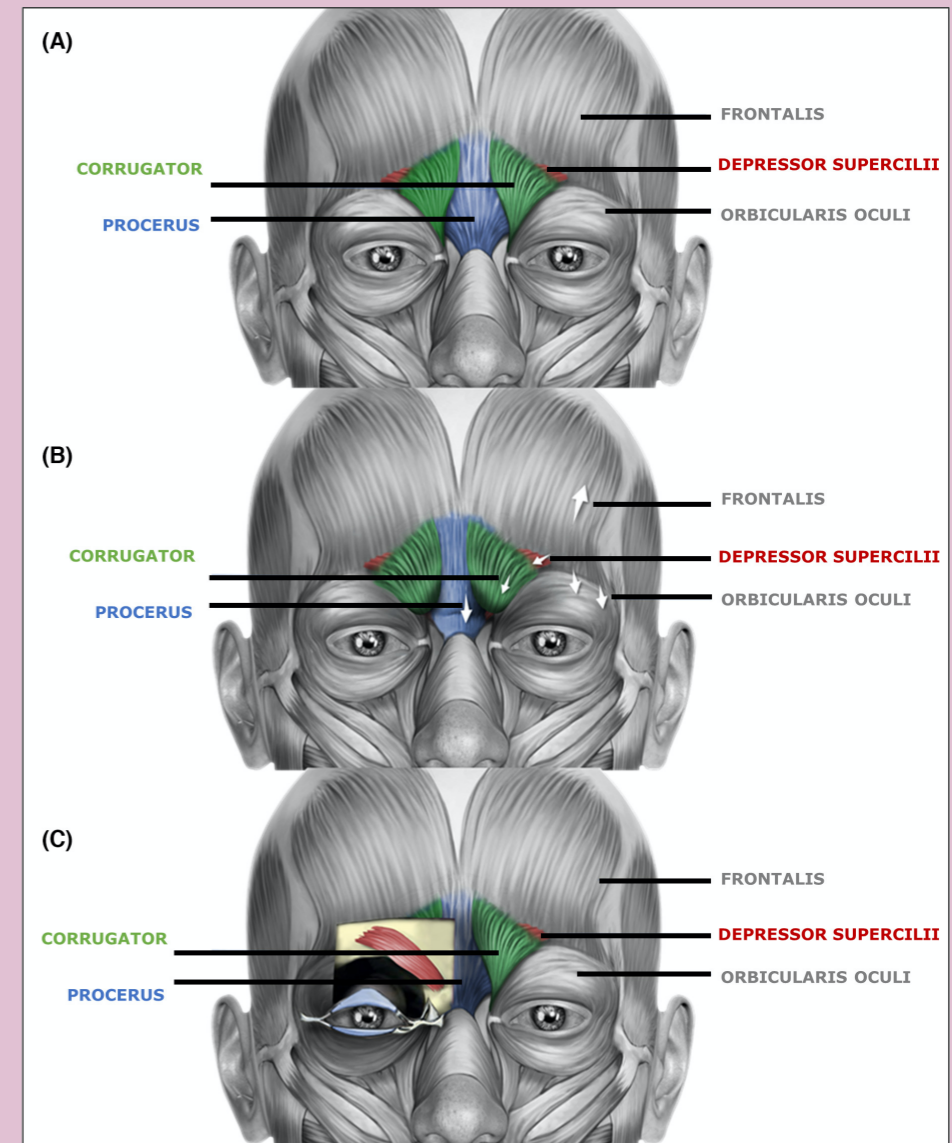 (A)
FRONTALIS
CORRUGATOR
DEPRESSOR SUPERCILII
PROCERUS
ORBICULARIS OCULI
(B)
FRONTALIS
CORRUGATOR
DEPRESSOR SUPERCILII
PROCERUS
ORBICULARIS OCULI
(C)
FRONTALIS
CORRUGATOR
DEPRESSOR SUPERCILII
PROCERUS
ORBICULARIS OCULI